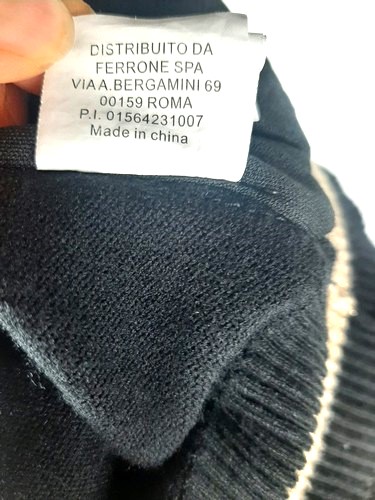 DISTRIBUITO DA
FERRONE SPA
VIA A.BERGAMINI 69
00159 ROMA
P.I. 01564231007
Made in china